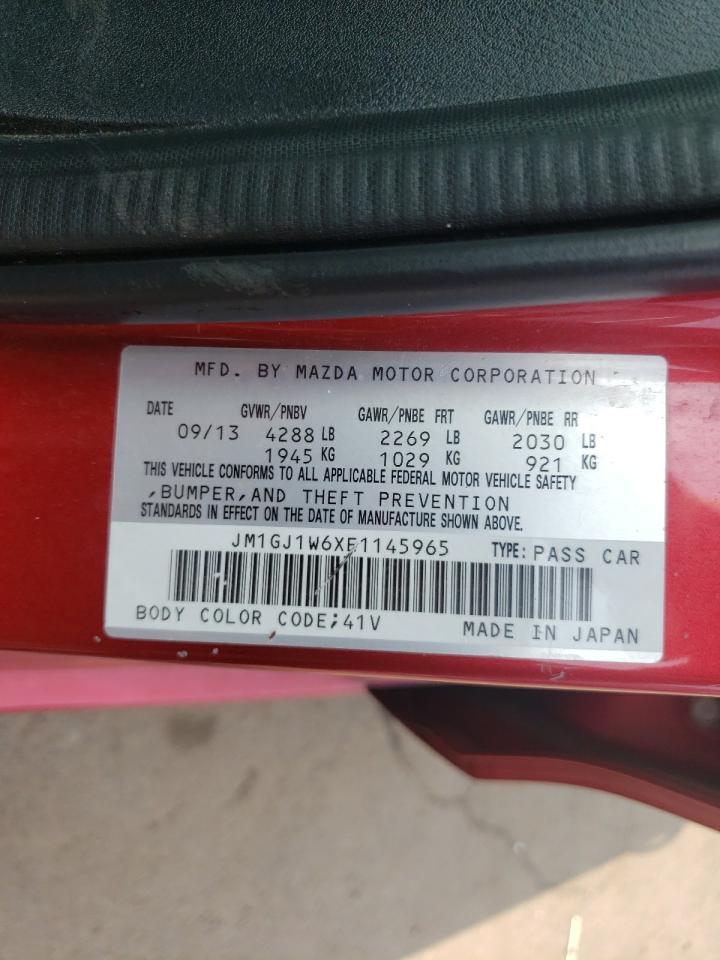 MFD. BY MAZDA MOTOR CORPORATION
DATE GVWR/PNBV GAWR/PNBE FRT GAWR/PNBE RR
09/13 4288 LB 2269 LB 2030 LB
1945 KG 1029 KG 921 KG
THIS VEHICLE CONFORMS TO ALL APPLICABLE FEDERAL MOTOR VEHICLE SAFETY
,BUMPER,AND THEFT PREVENTION
STANDARDS IN EFFECT ON THE DATE OF MANUFACTURE SHOWN ABOVE.
JM1GJ1W6XE1145965 TYPE: PASS CAR
BODY COLOR CODE;41V MADE IN JAPAN